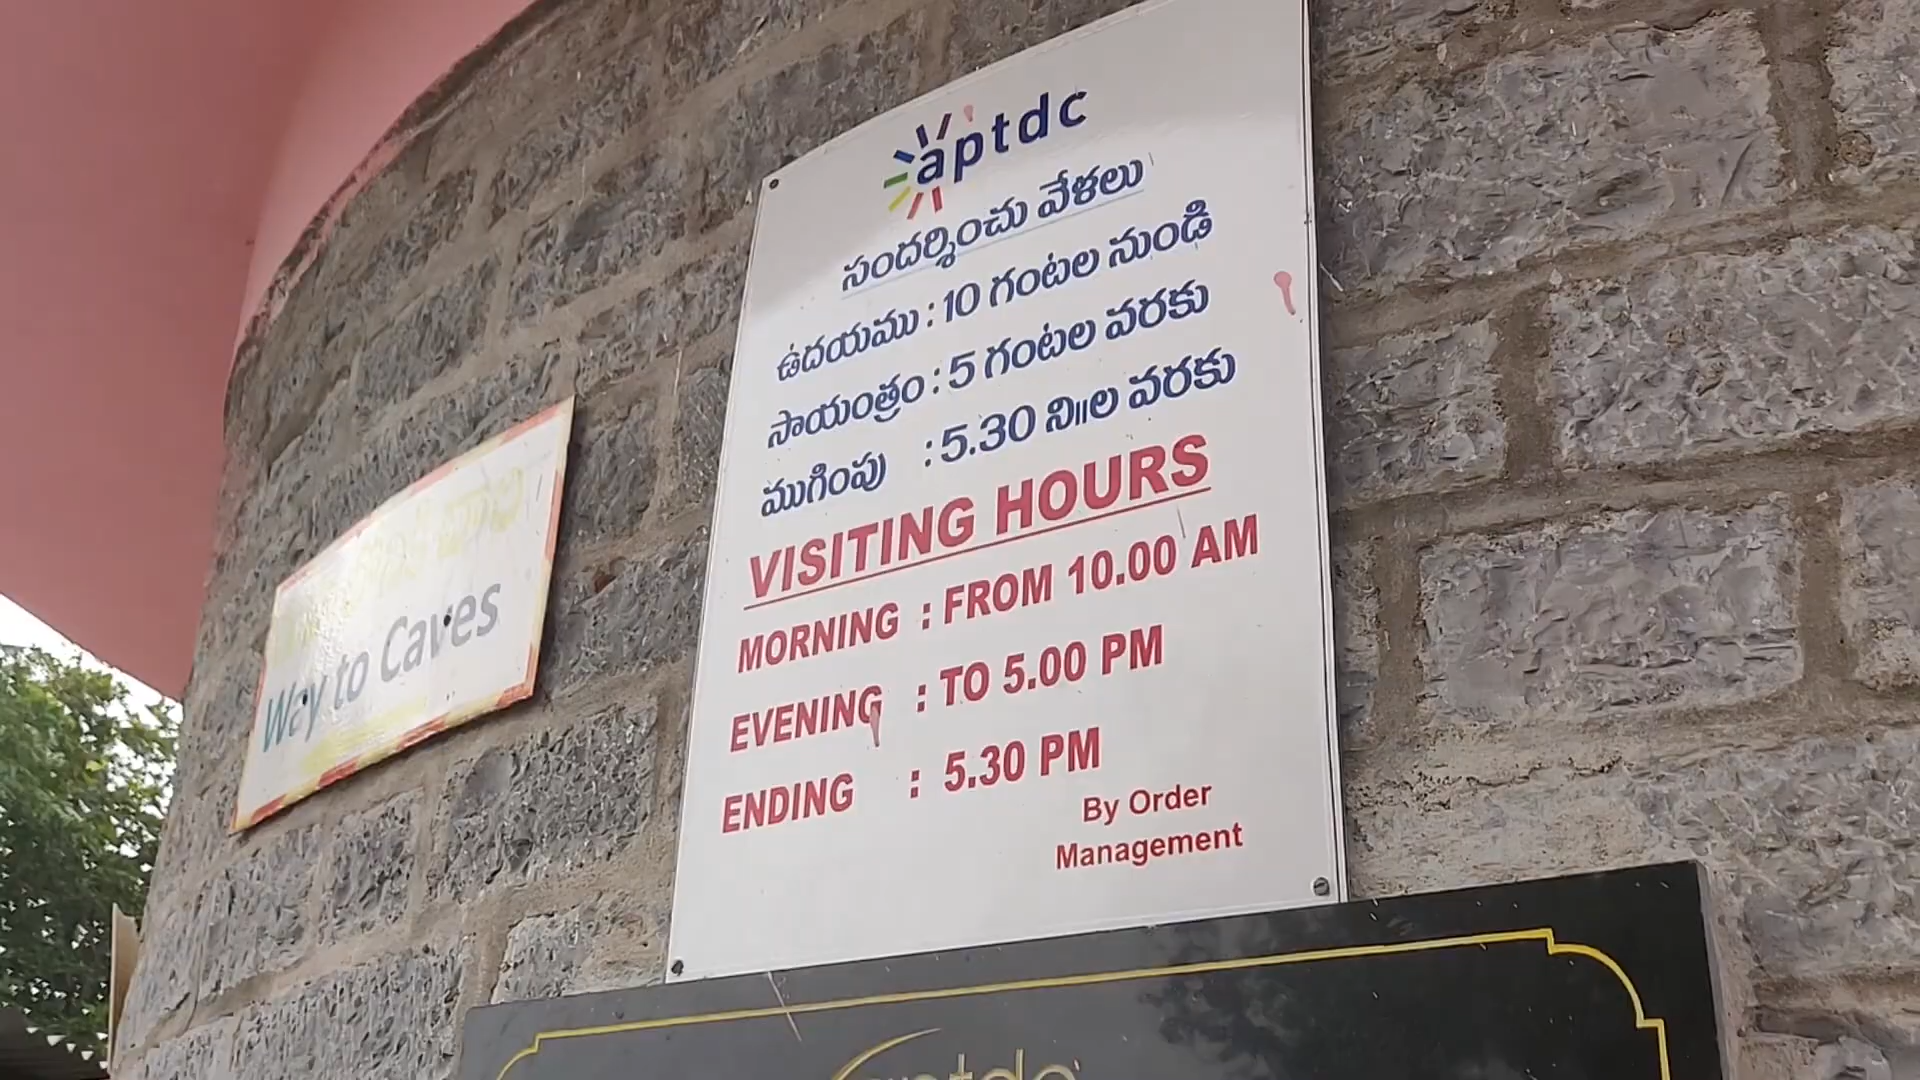 aptdc
సందర్శించు వేళలు
ఉదయము : 10 గంటల నుండి
సాయంత్రం : 5 గంటల వరకు
ముగింపు : 5.30 ని॥ల వరకు
VISITING HOURS
MORNING : FROM 10.00 AM
EVENING : TO 5.00 PM
ENDING : 5.30 PM
By Order
Management
Way to Caves
aptdc